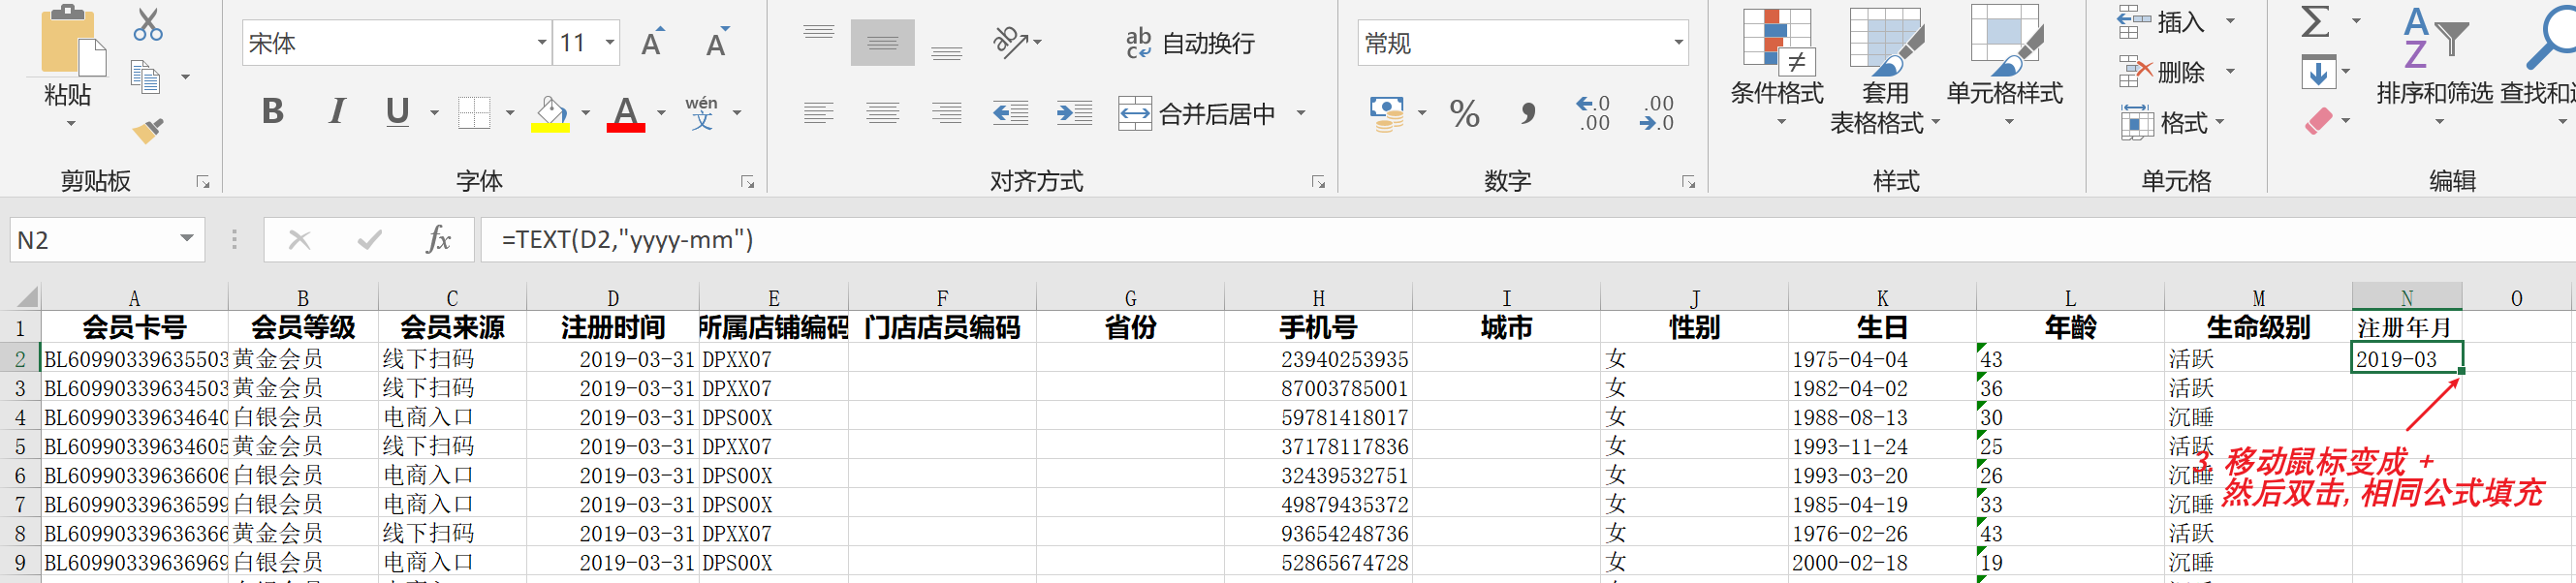 宋体 11 A A 自动换行 常规 插入
粘贴 B I U A wén 文 合并后居中 % .0 .00 .00 .0 条件格式 套用 表格格式 单元格样式 删除 格式 排序和筛选 查找和
剪贴板 字体 对齐方式 数字 样式 单元格 编辑
N2 fx =TEXT(D2,"yyyy-mm")
A B C D E F G H I J K L M N O
1 会员卡号 会员等级 会员来源 注册时间 所属店铺编码 门店店员编码 省份 手机号 城市 性别 生日 年龄 生命级别 注册年月
2 BL60990339635503 黄金会员 线下扫码 2019-03-31 DPXX07 23940253935 女 1975-04-04 43 活跃 2019-03
3 BL60990339634503 黄金会员 线下扫码 2019-03-31 DPXX07 87003785001 女 1982-04-02 36 活跃
4 BL60990339634640 白银会员 电商入口 2019-03-31 DPS00X 59781418017 女 1988-08-13 30 沉睡
5 BL60990339634605 黄金会员 线下扫码 2019-03-31 DPXX07 37178117836 女 1993-11-24 25 活跃
6 BL60990339636606 白银会员 电商入口 2019-03-31 DPS00X 32439532751 女 1993-03-20 26 沉睡
3. 移动鼠标变成 +
7 BL60990339636599 白银会员 电商入口 2019-03-31 DPS00X 49879435372 女 1985-04-19 33 沉睡
然后双击, 相同公式填充
8 BL60990339636366 黄金会员 线下扫码 2019-03-31 DPXX07 93654248736 女 1976-02-26 43 活跃
9 BL60990339636969 白银会员 电商入口 2019-03-31 DPS00X 52865674728 女 2000-02-18 19 沉睡